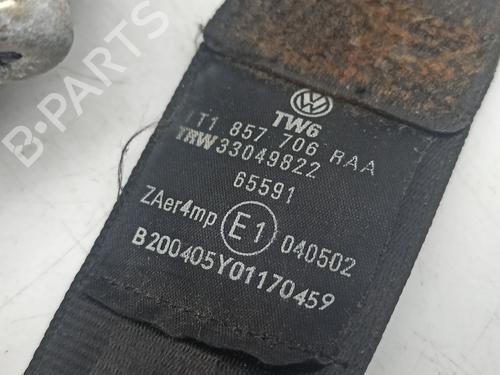 B-PARTS
TW6
1T1 857 706 RAA
TRW 33049822
65591
ZAer4mp E1 040502
B200405Y01170459